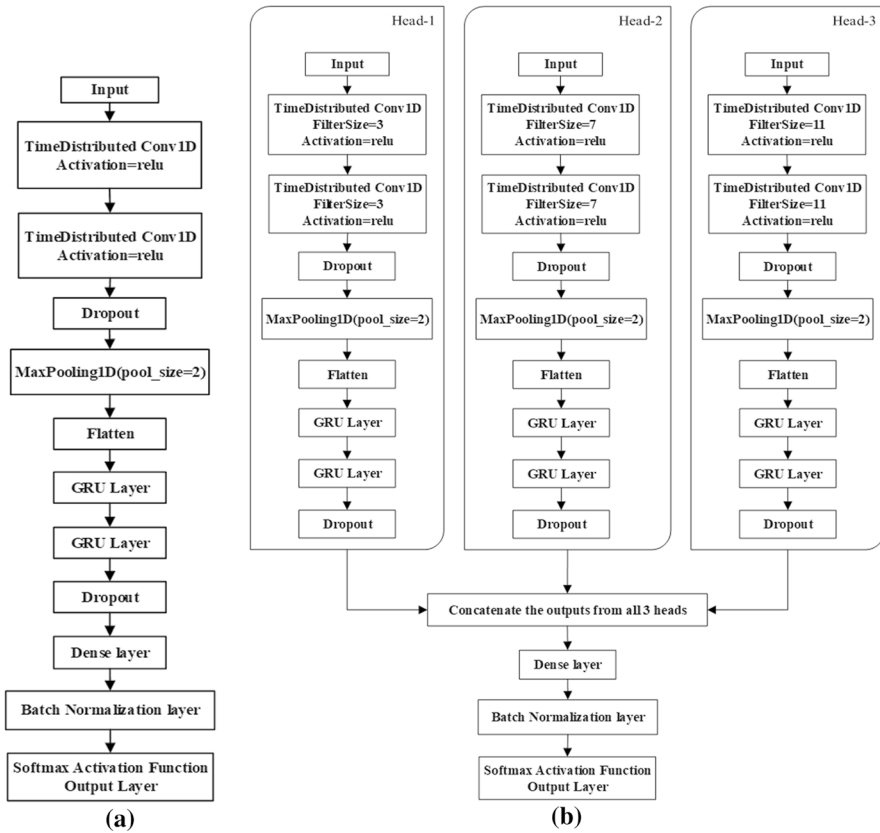 Input
TimeDistributed Conv1D
Activation=relu
TimeDistributed Conv1D
Activation=relu
Dropout
MaxPooling1D(pool_size=2)
Flatten
GRU Layer
GRU Layer
Dropout
Dense layer
Batch Normalization layer
Softmax Activation Function
Output Layer
(a)
Head-1
Input
TimeDistributed Conv1D
FilterSize=3
Activation=relu
TimeDistributed Conv1D
FilterSize=3
Activation=relu
Dropout
MaxPooling1D(pool_size=2)
Flatten
GRU Layer
GRU Layer
Dropout
Head-2
Input
TimeDistributed Conv1D
FilterSize=7
Activation=relu
TimeDistributed Conv1D
FilterSize=7
Activation=relu
Dropout
MaxPooling1D(pool_size=2)
Flatten
GRU Layer
GRU Layer
Dropout
Head-3
Input
TimeDistributed Conv1D
FilterSize=11
Activation=relu
TimeDistributed Conv1D
FilterSize=11
Activation=relu
Dropout
MaxPooling1D(pool_size=2)
Flatten
GRU Layer
GRU Layer
Dropout
Concatenate the outputs from all 3 heads
Dense layer
Batch Normalization layer
Softmax Activation Function
Output Layer
(b)